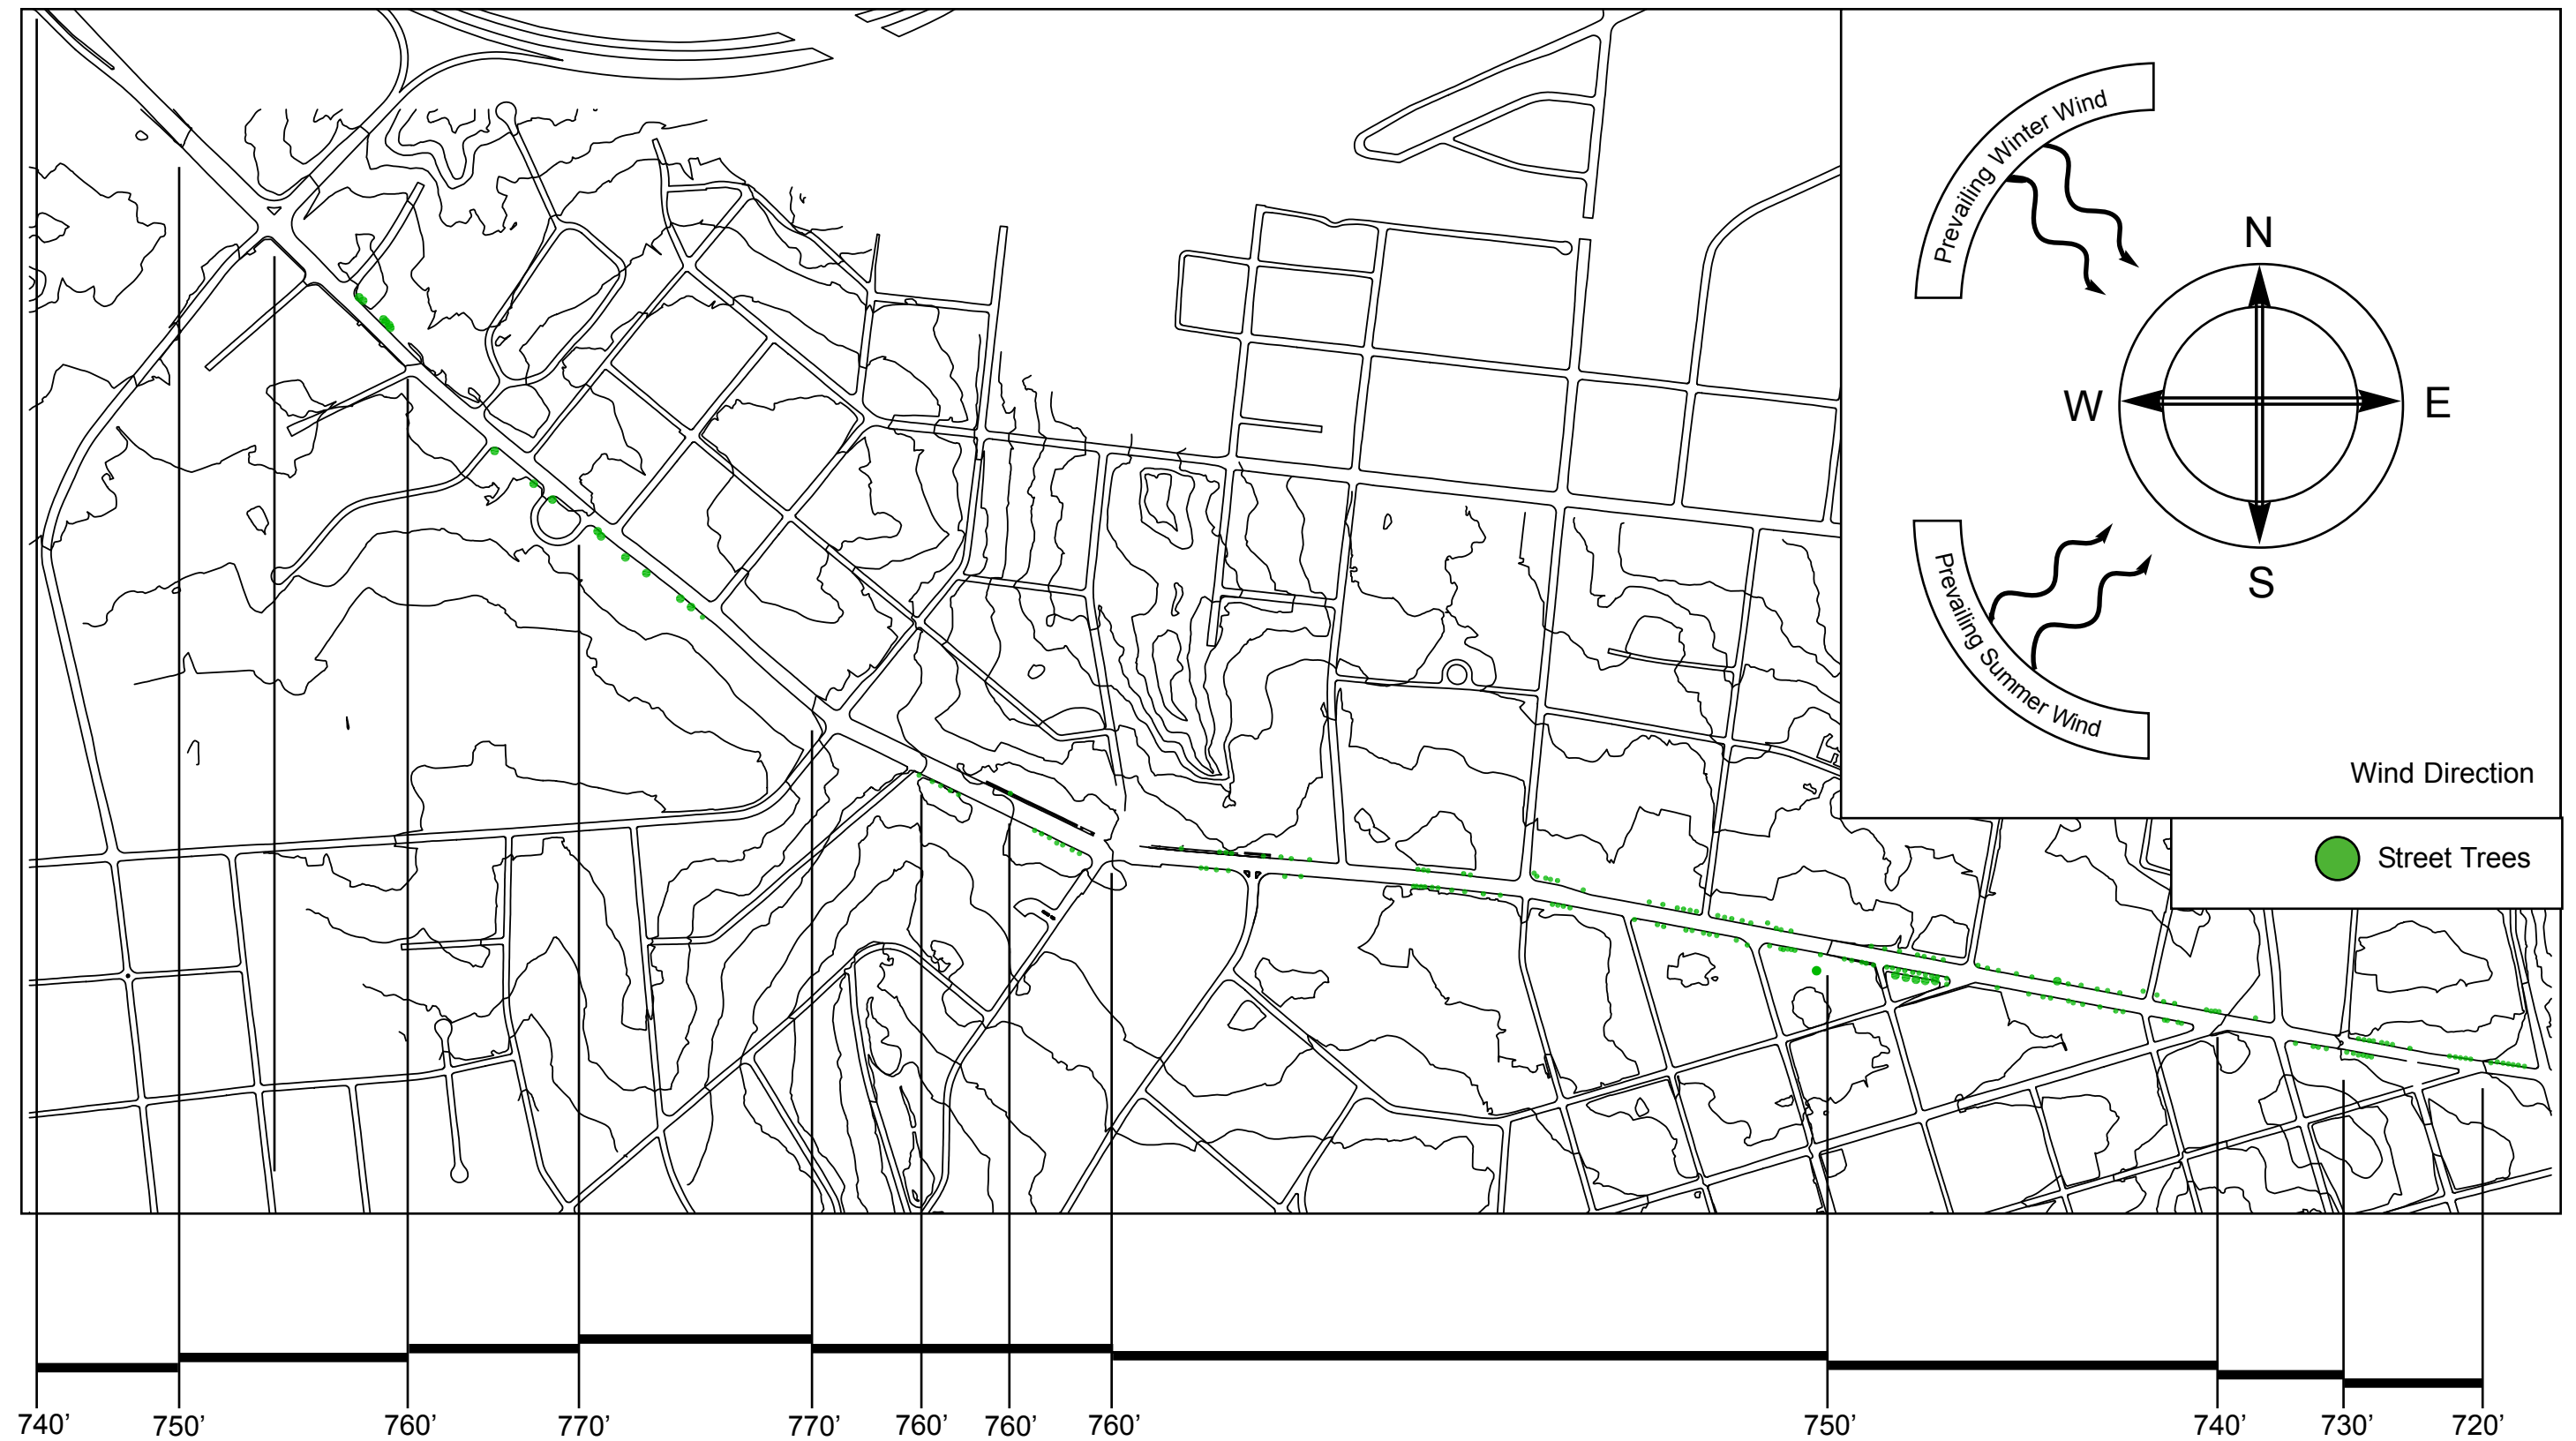 Prevailing Winter Wind
N
W
E
S
Prevailing Summer Wind
Wind Direction
Street Trees
740’ 750’ 760’ 770’ 770’ 760’ 760’ 760’ 750’ 740’ 730’ 720’